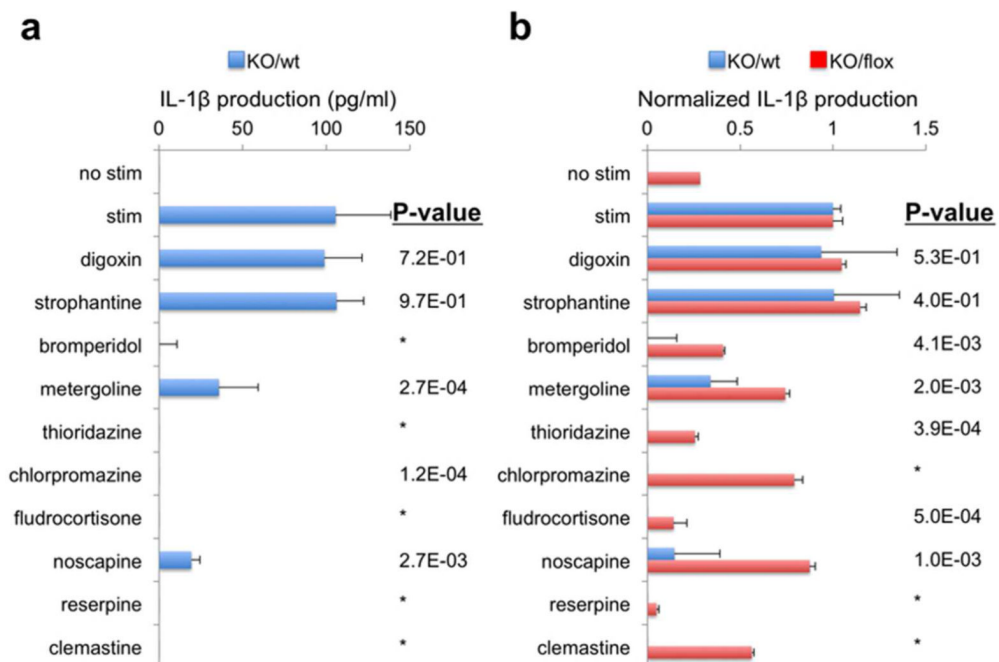 a
KO/wt
IL-1β production (pg/ml)
0 50 100 150
no stim
stim P-value
digoxin 7.2E-01
strophantine 9.7E-01
bromperidol *
metergoline 2.7E-04
thioridazine *
chlorpromazine 1.2E-04
fludrocortisone *
noscapine 2.7E-03
reserpine *
clemastine *
b
KO/wt KO/flox
Normalized IL-1β production
0 0.5 1 1.5
no stim
stim P-value
digoxin 5.3E-01
strophantine 4.0E-01
bromperidol 4.1E-03
metergoline 2.0E-03
thioridazine 3.9E-04
chlorpromazine *
fludrocortisone 5.0E-04
noscapine 1.0E-03
reserpine *
clemastine *